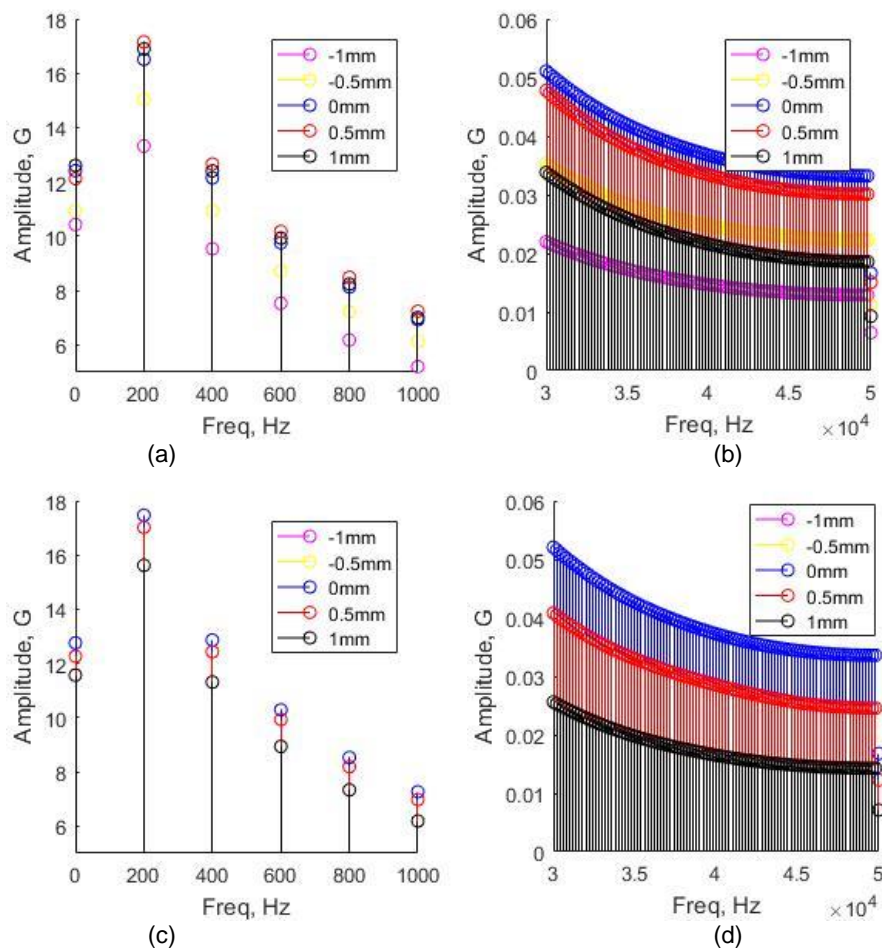 18
16
14
12
10
8
6
Amplitude, G
0 200 400 600 800 1000
Freq, Hz
-1mm
-0.5mm
0mm
0.5mm
1mm
(a)
0.06
0.05
0.04
0.03
0.02
0.01
0
Amplitude, G
3 3.5 4 4.5 5
Freq, Hz ×10⁴
-1mm
-0.5mm
0mm
0.5mm
1mm
(b)
18
16
14
12
10
8
6
Amplitude, G
0 200 400 600 800 1000
Freq, Hz
-1mm
-0.5mm
0mm
0.5mm
1mm
(c)
0.06
0.05
0.04
0.03
0.02
0.01
0
Amplitude, G
3 3.5 4 4.5 5
Freq, Hz ×10⁴
-1mm
-0.5mm
0mm
0.5mm
1mm
(d)